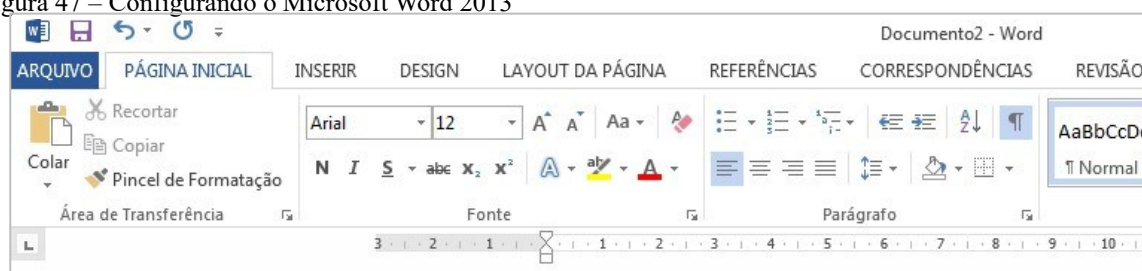 gura 47 – Configurando o Microsoft Word 2013
Documento2 - Word
ARQUIVO PÁGINA INICIAL INSERIR DESIGN LAYOUT DA PÁGINA REFERÊNCIAS CORRESPONDÊNCIAS REVISÃO
Recortar
Copiar
Colar
Pincel de Formatação
Arial 12 A A Aa
N I S abc x₂ x² A aby A
AaBbCcDc
¶ Normal
Área de Transferência Fonte Parágrafo
3 2 1 1 2 3 4 5 6 7 8 9 10